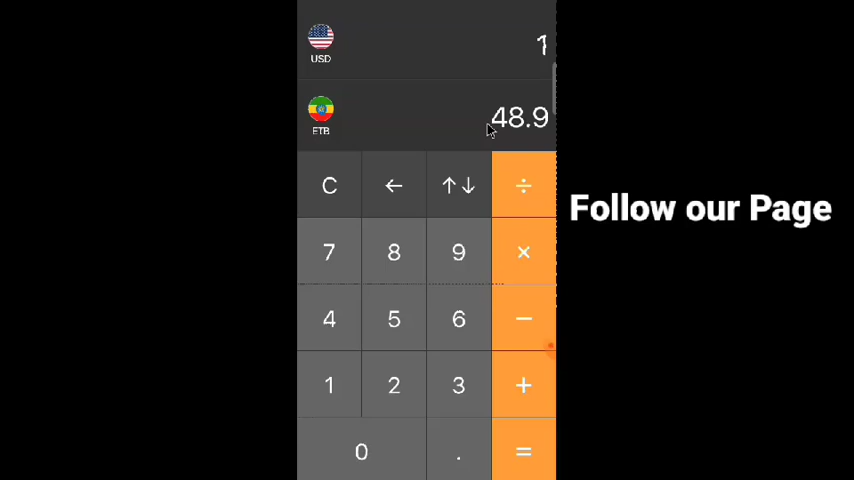 USD
1
ETB
48.9
C ← ↑↓ ÷
7 8 9 ×
4 5 6 −
1 2 3 +
0 . =
Follow our Page